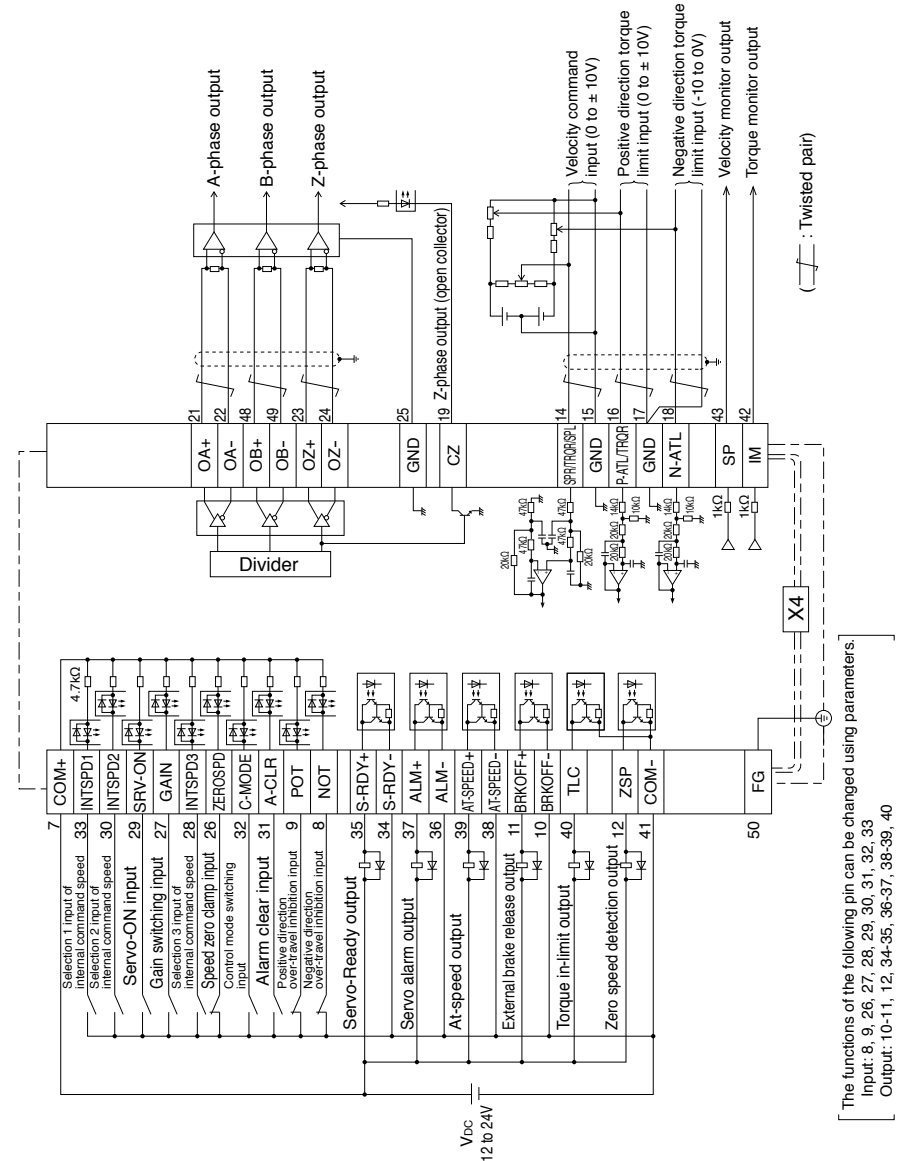 A-phase output
B-phase output
Z-phase output
Z-phase output (open collector)
Velocity command
input (0 to ± 10V)
Positive direction torque
limit input (0 to ± 10V)
Negative direction torque
limit input (-10 to 0V)
Velocity monitor output
Torque monitor output
( : Twisted pair)
21
22
48
49
23
24
25
19
14
15
16
17
18
43
42
OA+
OA-
OB+
OB-
OZ+
OZ-
GND
CZ
SPR/TRQR/SPL
GND
P-ATL/TRQR
GND
N-ATL
SP
IM
Divider
20kΩ
47kΩ
47kΩ
47kΩ
47kΩ
20kΩ
20kΩ
20kΩ
14kΩ
10kΩ
20kΩ
20kΩ
14kΩ
10kΩ
1kΩ
1kΩ
X4
4.7kΩ
COM+
INTSPD1
INTSPD2
SRV-ON
GAIN
INTSPD3
ZEROSPD
C-MODE
A-CLR
POT
NOT
S-RDY+
S-RDY-
ALM+
ALM-
AT-SPEED+
AT-SPEED-
BRKOFF+
BRKOFF-
TLC
ZSP
COM-
FG
7
33
30
29
27
28
26
32
31
9
8
35
34
37
36
39
38
11
10
40
12
41
50
Selection 1 input of
internal command speed
Selection 2 input of
internal command speed
Servo-ON input
Gain switching input
Selection 3 input of
internal command speed
Speed zero clamp input
Control mode switching
input
Alarm clear input
Positive direction
over-travel inhibition input
Negative direction
over-travel inhibition input
Servo-Ready output
Servo alarm output
At-speed output
External brake release output
Torque in-limit output
Zero speed detection output
VDC
12 to 24V
The functions of the following pin can be changed using parameters.
Input: 8, 9, 26, 27, 28, 29, 30, 31, 32, 33
Output: 10-11, 12, 34-35, 36-37, 38-39, 40